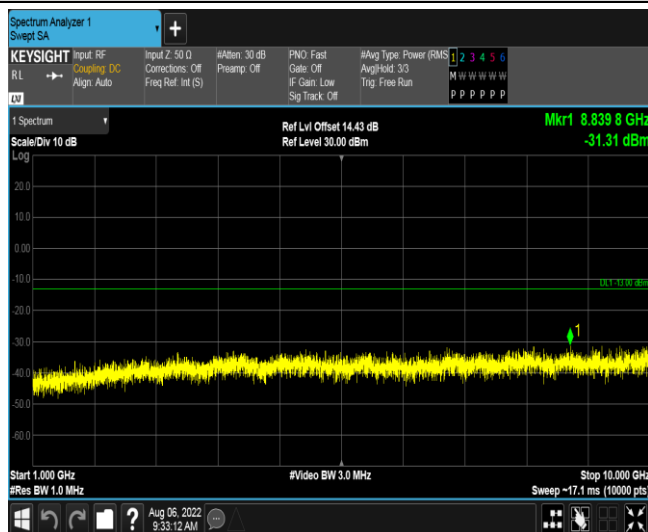 Spectrum Analyzer 1
Swept SA
KEYSIGHT
RL
Input: RF
Coupling: DC
Align: Auto
Input Z: 50 Ω
Corrections: Off
Freq Ref: Int (S)
#Atten: 30 dB
Preamp: Off
PNO: Fast
Gate: Off
IF Gain: Low
Sig Track: Off
#Avg Type: Power (RMS
Avg|Hold: 3/3
Trig: Free Run
1 2 3 4 5 6
M W W W W W
P P P P P P
LXI
1 Spectrum
Scale/Div 10 dB
Ref Lvl Offset 14.43 dB
Ref Level 30.00 dBm
Mkr1 8.839 8 GHz
-31.31 dBm
Log
20.0
10.0
0.00
-10.0
DL1 -13.00 dBm
-20.0
1
-30.0
-40.0
-50.0
-60.0
Start 1.000 GHz
#Res BW 1.0 MHz
#Video BW 3.0 MHz
Stop 10.000 GHz
Sweep ~17.1 ms (10000 pts)
?
Aug 06, 2022
9:33:12 AM